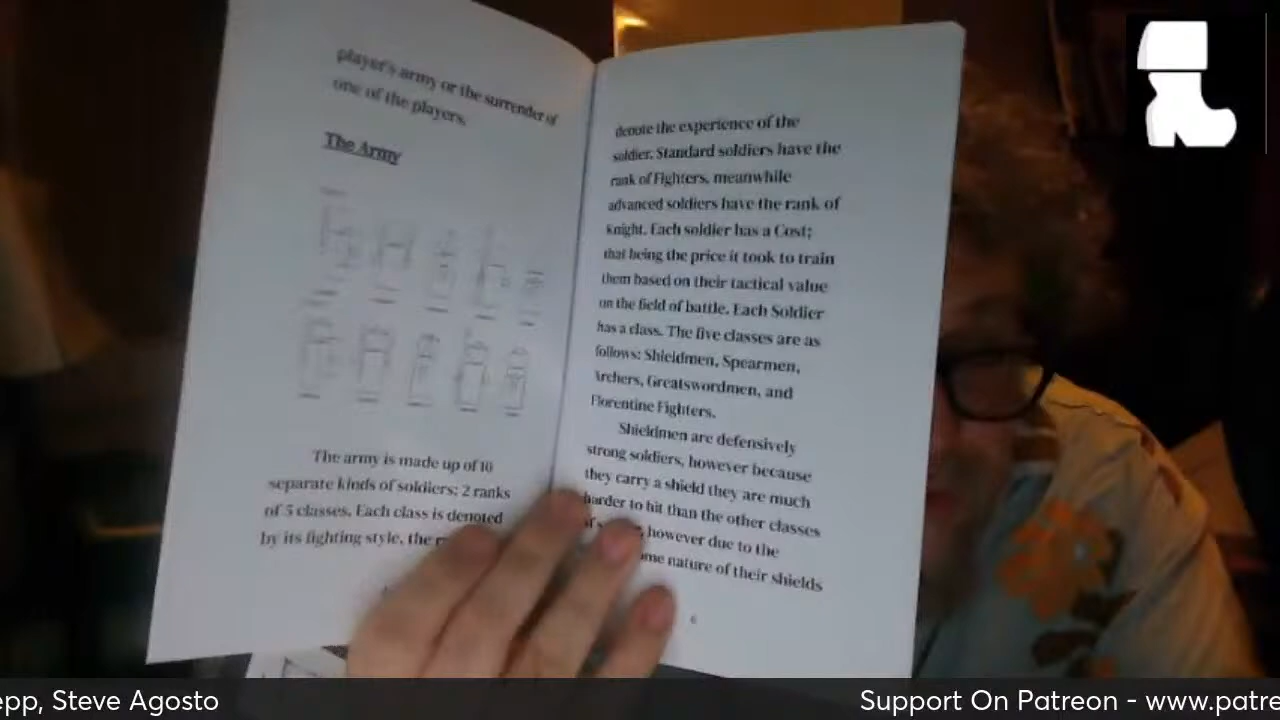 player's army or the surrender of
one of the players.
The Army
The army is made up of 10
separate kinds of soldiers; 2 ranks
of 5 classes. Each class is denoted
by its fighting style, the
denote the experience of the
soldier. Standard soldiers have the
rank of Fighters, meanwhile
advanced soldiers have the rank of
Knight. Each soldier has a Cost;
that being the price it took to train
them based on their tactical value
on the field of battle. Each Soldier
has a class. The five classes are as
follows: Shieldmen, Spearmen,
Archers, Greatswordmen, and
Florentine Fighters.
Shieldmen are defensively
strong soldiers, however because
they carry a shield they are much
harder to hit than the other classes
however due to the
nature of their shields
6
epp, Steve Agosto
Support On Patreon - www.patre